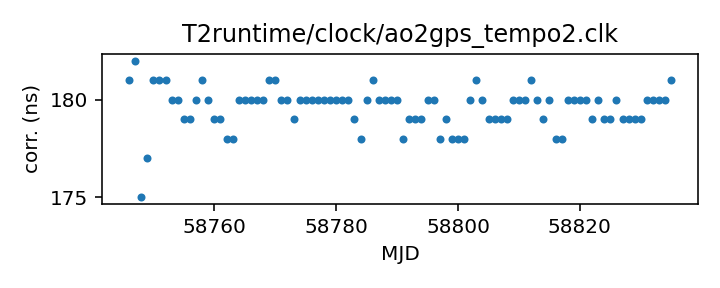 T2runtime/clock/ao2gps_tempo2.clk
corr. (ns)
180
175
58760 58780 58800 58820
MJD